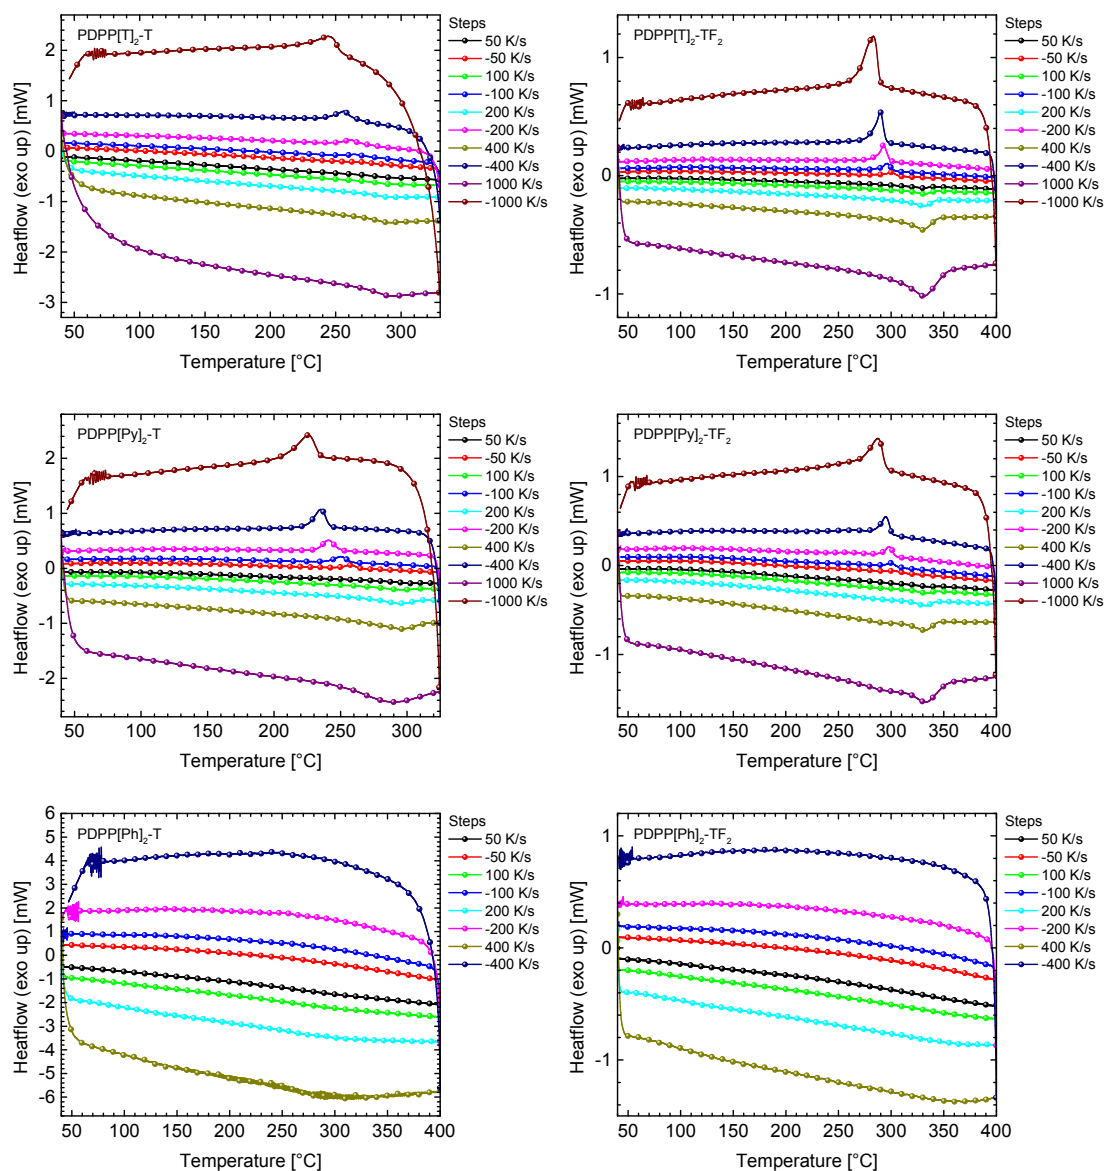 PDPP[T]₂-T
Heatflow (exo up) [mW]
2
1
0
-1
-2
-3
50 100 150 200 250 300
Temperature [°C]
Steps
50 K/s
-50 K/s
100 K/s
-100 K/s
200 K/s
-200 K/s
400 K/s
-400 K/s
1000 K/s
-1000 K/s
PDPP[T]₂-TF₂
Heatflow (exo up) [mW]
1
0
-1
50 100 150 200 250 300 350 400
Temperature [°C]
Steps
50 K/s
-50 K/s
100 K/s
-100 K/s
200 K/s
-200 K/s
400 K/s
-400 K/s
1000 K/s
-1000 K/s
PDPP[Py]₂-T
Heatflow (exo up) [mW]
2
1
0
-1
-2
50 100 150 200 250 300
Temperature [°C]
Steps
50 K/s
-50 K/s
100 K/s
-100 K/s
200 K/s
-200 K/s
400 K/s
-400 K/s
1000 K/s
-1000 K/s
PDPP[Py]₂-TF₂
Heatflow (exo up) [mW]
1
0
-1
50 100 150 200 250 300 350 400
Temperature [°C]
Steps
50 K/s
-50 K/s
100 K/s
-100 K/s
200 K/s
-200 K/s
400 K/s
-400 K/s
1000 K/s
-1000 K/s
PDPP[Ph]₂-T
Heatflow (exo up) [mW]
6
5
4
3
2
1
0
-1
-2
-3
-4
-5
-6
50 100 150 200 250 300 350 400
Temperature [°C]
Steps
50 K/s
-50 K/s
100 K/s
-100 K/s
200 K/s
-200 K/s
400 K/s
-400 K/s
PDPP[Ph]₂-TF₂
Heatflow (exo up) [mW]
1
0
-1
50 100 150 200 250 300 350 400
Temperature [°C]
Steps
50 K/s
-50 K/s
100 K/s
-100 K/s
200 K/s
-200 K/s
400 K/s
-400 K/s